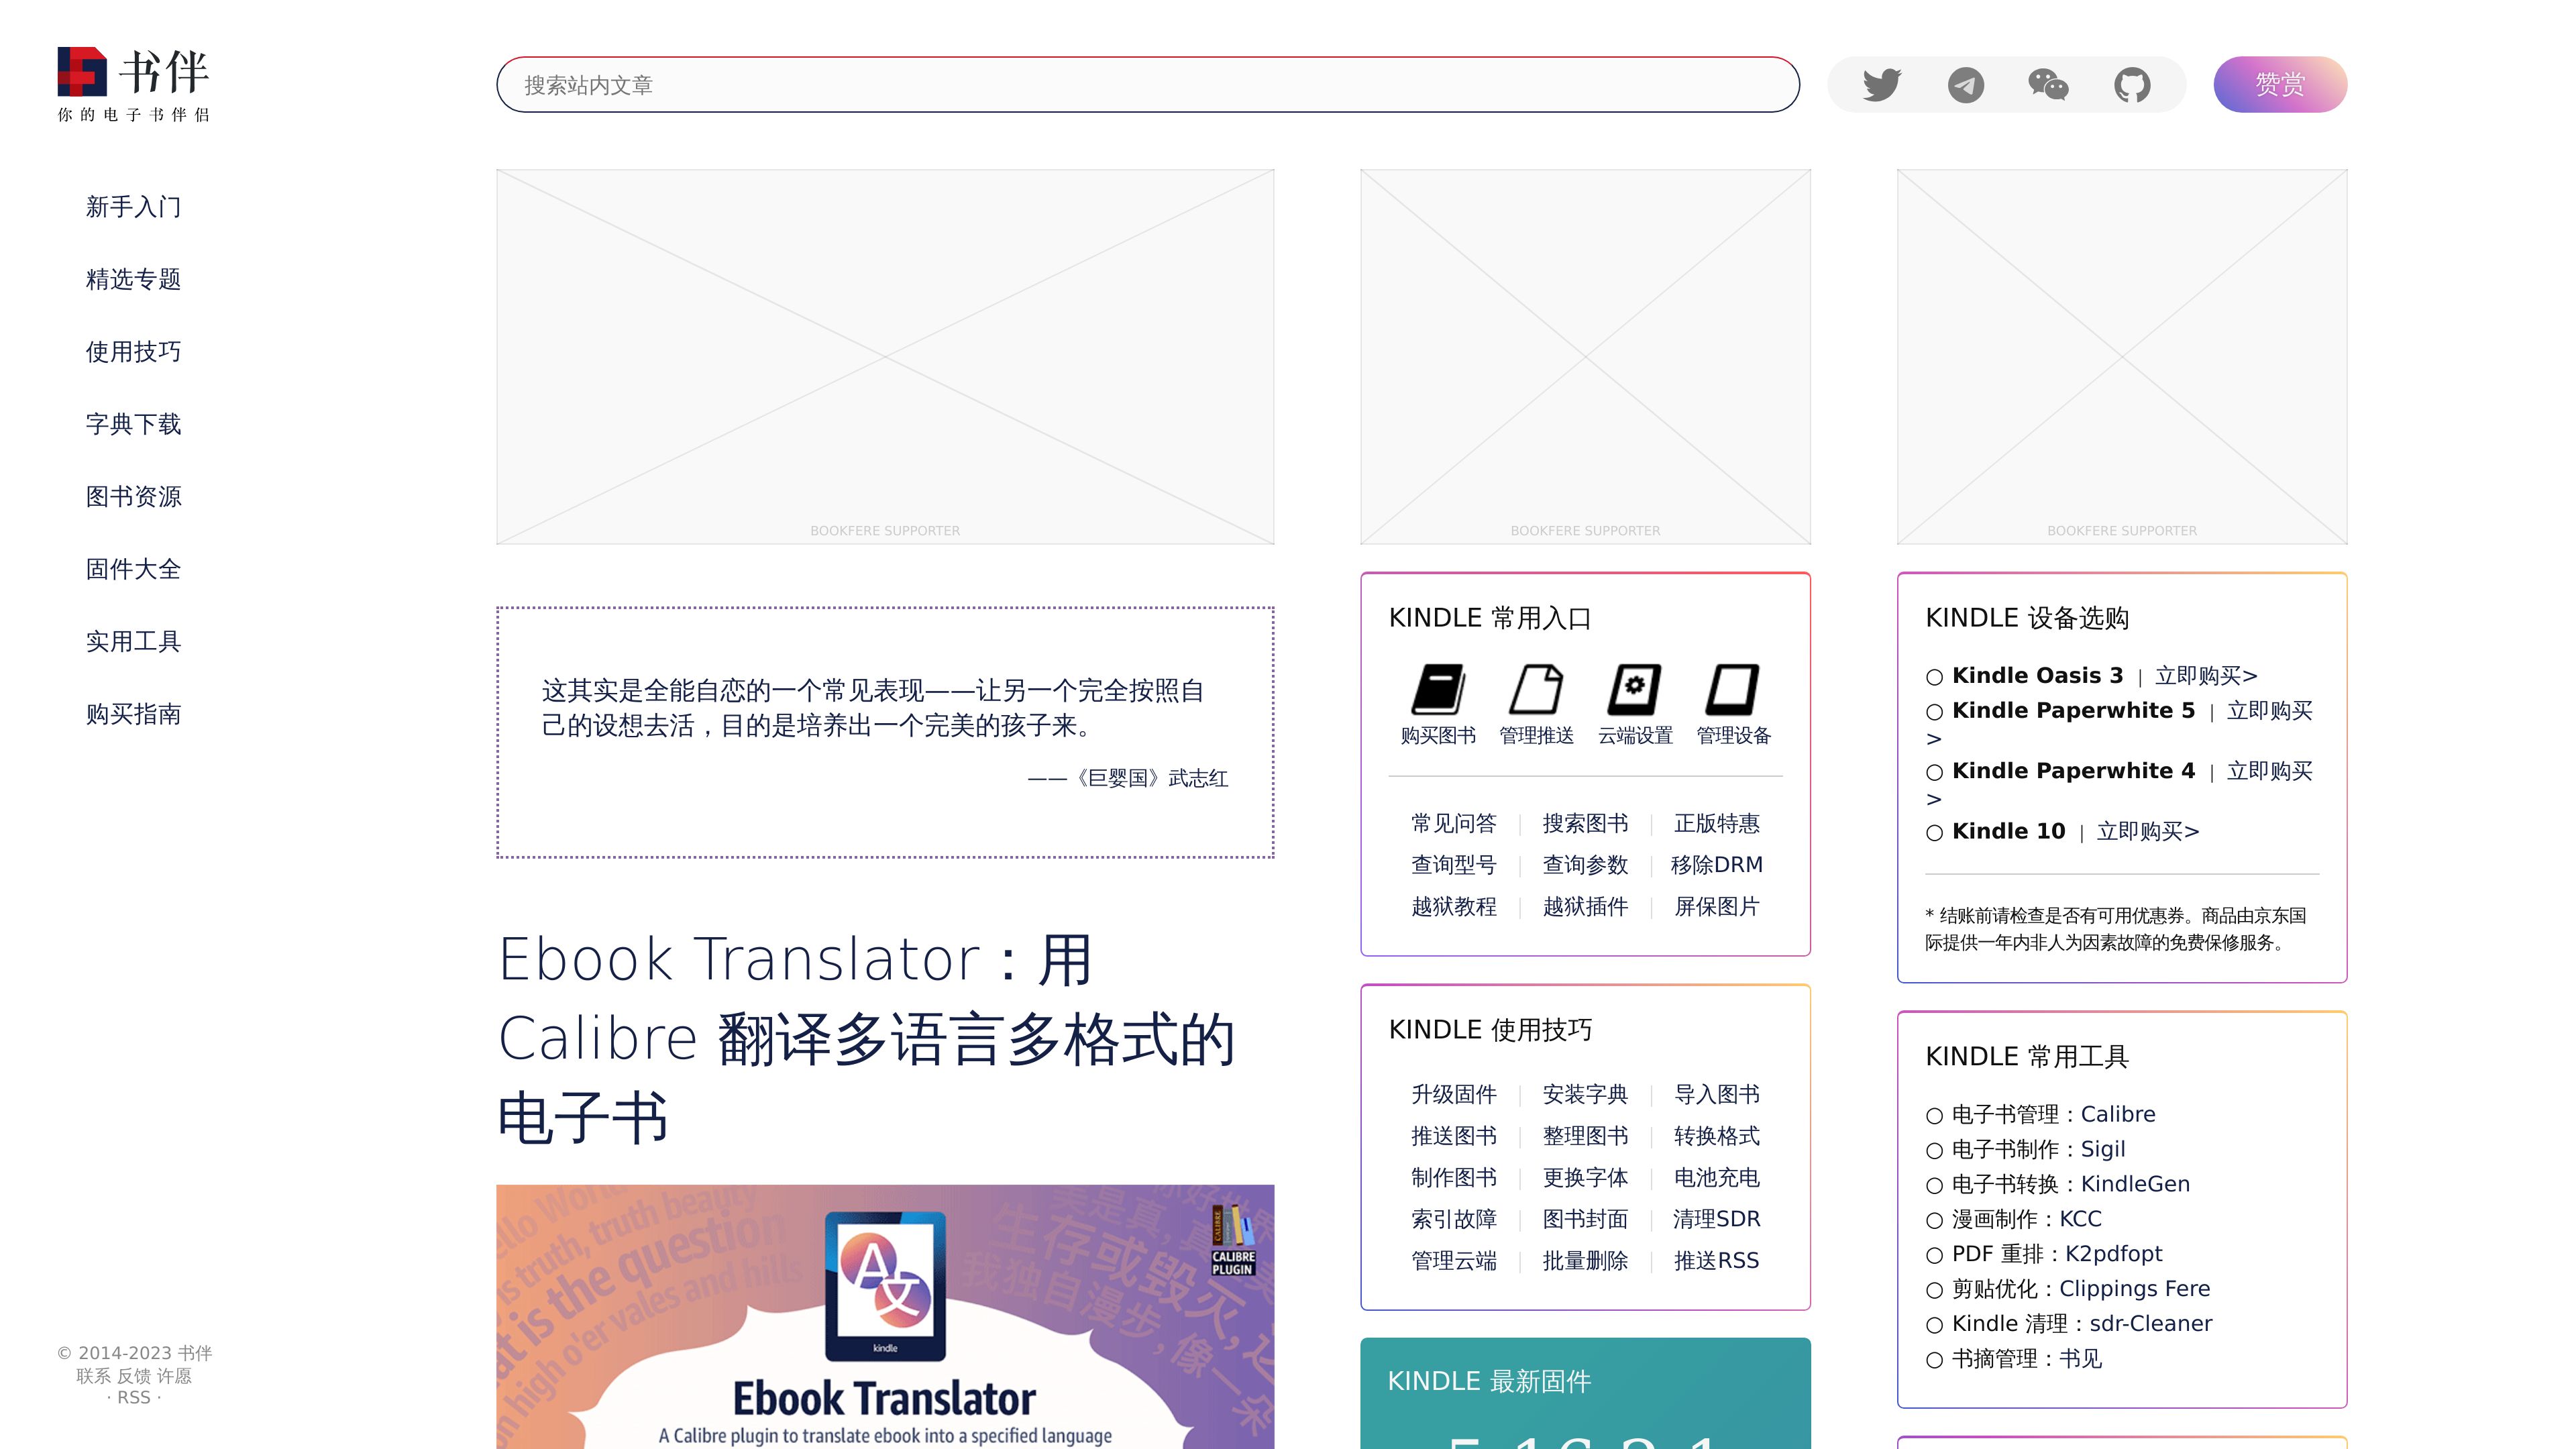 书伴
你的电子书伴侣
搜索站内文章
赞赏
新手入门
精选专题
使用技巧
字典下载
图书资源
固件大全
实用工具
购买指南
© 2014-2023 书伴
联系 反馈 许愿
· RSS ·
BOOKFERE SUPPORTER
BOOKFERE SUPPORTER
BOOKFERE SUPPORTER
这其实是全能自恋的一个常见表现——让另一个完全按照自
己的设想去活，目的是培养出一个完美的孩子来。
——《巨婴国》武志红
Ebook Translator：用
Calibre 翻译多语言多格式的
电子书
CALIBRE
PLUGIN
kindle
Ebook Translator
A Calibre plugin to translate ebook into a specified language
KINDLE 常用入口
购买图书 管理推送 云端设置 管理设备
常见问答 | 搜索图书 | 正版特惠
查询型号 | 查询参数 | 移除DRM
越狱教程 | 越狱插件 | 屏保图片
KINDLE 使用技巧
升级固件 | 安装字典 | 导入图书
推送图书 | 整理图书 | 转换格式
制作图书 | 更换字体 | 电池充电
索引故障 | 图书封面 | 清理SDR
管理云端 | 批量删除 | 推送RSS
KINDLE 最新固件
KINDLE 设备选购
○ Kindle Oasis 3 | 立即购买>
○ Kindle Paperwhite 5 | 立即购买
>
○ Kindle Paperwhite 4 | 立即购买
>
○ Kindle 10 | 立即购买>
* 结账前请检查是否有可用优惠券。商品由京东国
际提供一年内非人为因素故障的免费保修服务。
KINDLE 常用工具
○ 电子书管理：Calibre
○ 电子书制作：Sigil
○ 电子书转换：KindleGen
○ 漫画制作：KCC
○ PDF 重排：K2pdfopt
○ 剪贴优化：Clippings Fere
○ Kindle 清理：sdr-Cleaner
○ 书摘管理：书见